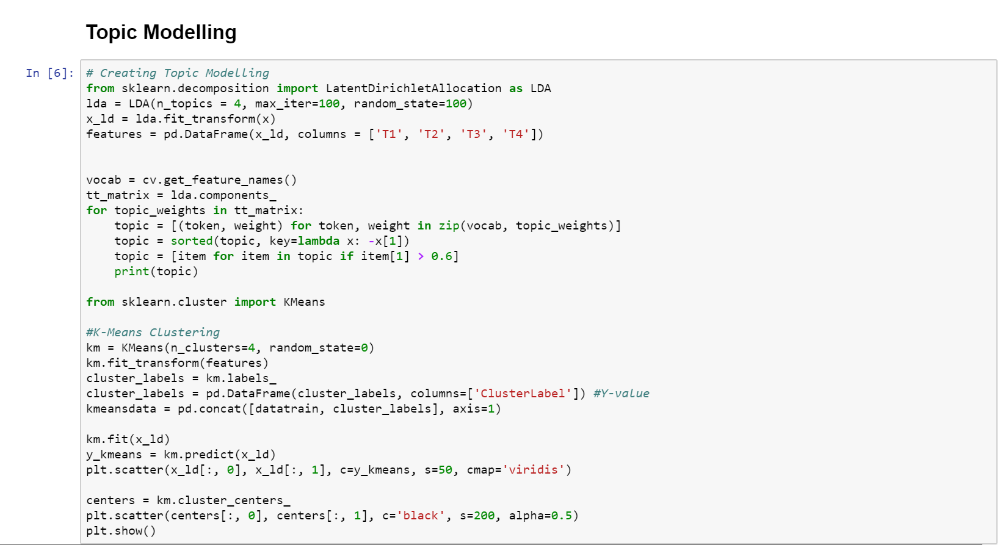 Topic Modelling
In [6]:
# Creating Topic Modelling
from sklearn.decomposition import LatentDirichletAllocation as LDA
lda = LDA(n_topics = 4, max_iter=100, random_state=100)
x_ld = lda.fit_transform(x)
features = pd.DataFrame(x_ld, columns = ['T1', 'T2', 'T3', 'T4'])
vocab = cv.get_feature_names()
tt_matrix = lda.components_
for topic_weights in tt_matrix:
    topic = [(token, weight) for token, weight in zip(vocab, topic_weights)]
    topic = sorted(topic, key=lambda x: -x[1])
    topic = [item for item in topic if item[1] > 0.6]
    print(topic)
from sklearn.cluster import KMeans
#K-Means Clustering
km = KMeans(n_clusters=4, random_state=0)
km.fit_transform(features)
cluster_labels = km.labels_
cluster_labels = pd.DataFrame(cluster_labels, columns=['ClusterLabel']) #Y-value
kmeansdata = pd.concat([datatrain, cluster_labels], axis=1)
km.fit(x_ld)
y_kmeans = km.predict(x_ld)
plt.scatter(x_ld[:, 0], x_ld[:, 1], c=y_kmeans, s=50, cmap='viridis')
centers = km.cluster_centers_
plt.scatter(centers[:, 0], centers[:, 1], c='black', s=200, alpha=0.5)
plt.show()